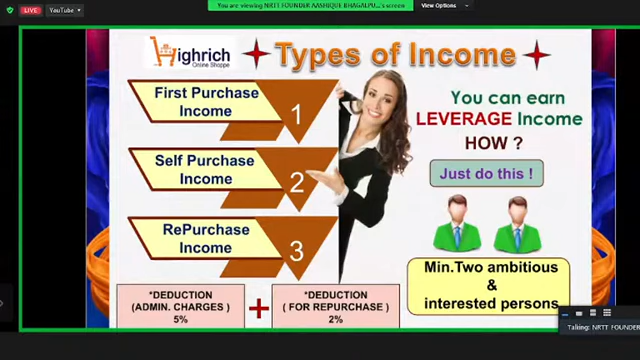 You are viewing NRTT FOUNDER AASHIQUE BHAGALPU...'s screen
View Options
LIVE
YouTube
Highrich
Online Shoppe
Types of Income
First Purchase
Income
1
Self Purchase
Income
2
RePurchase
Income
3
You can earn
LEVERAGE Income
HOW ?
Just do this !
Min.Two ambitious
&
interested persons
*DEDUCTION
(ADMIN. CHARGES)
5%
+
*DEDUCTION
( FOR REPURCHASE )
2%
Talking: NRTT FOUNDER